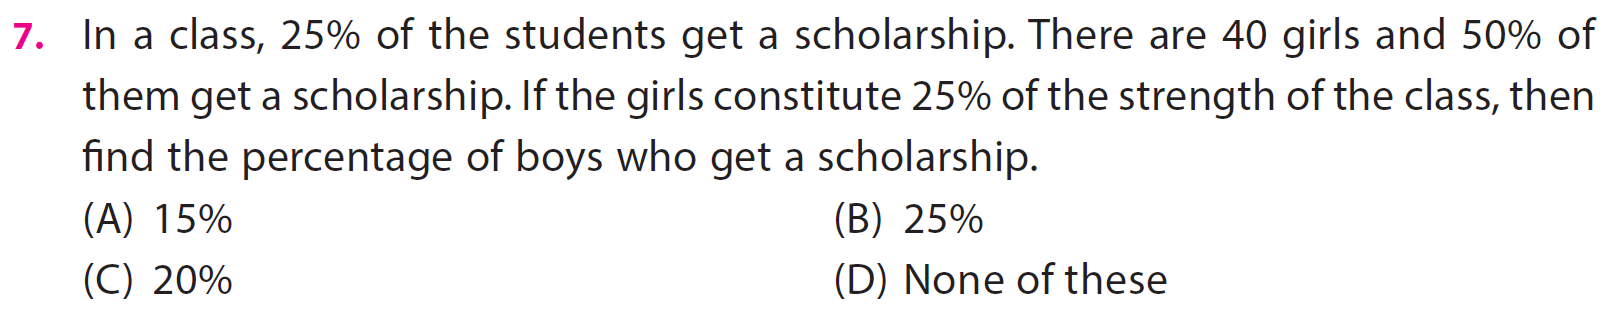 7. In a class, 25% of the students get a scholarship. There are 40 girls and 50% of
them get a scholarship. If the girls constitute 25% of the strength of the class, then
find the percentage of boys who get a scholarship.
(A) 15% (B) 25%
(C) 20% (D) None of these